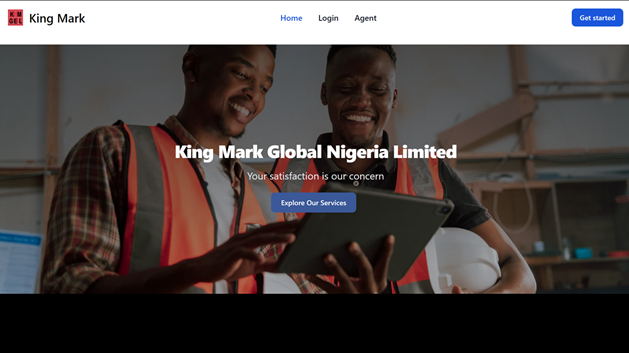 K M
GEL
King Mark
Home
Login
Agent
Get started
King Mark Global Nigeria Limited
Your satisfaction is our concern
Explore Our Services